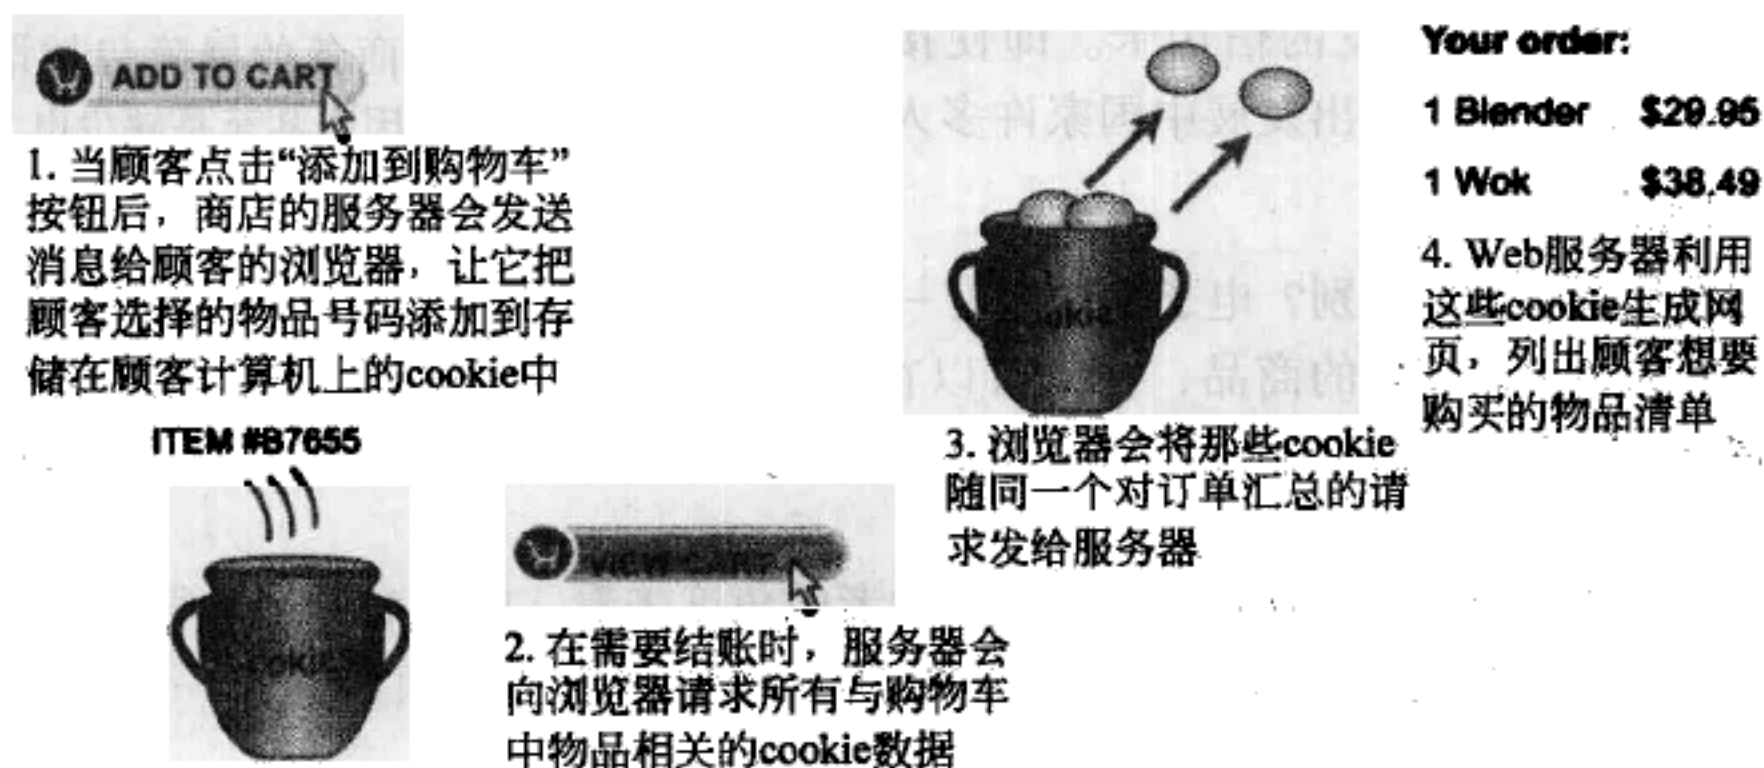 ADD TO CART
1. 当顾客点击“添加到购物车”
按钮后，商店的服务器会发送
消息给顾客的浏览器，让它把
顾客选择的物品号码添加到存
储在顾客计算机上的cookie中
ITEM #B7655
VIEW CART
2. 在需要结账时，服务器会
向浏览器请求所有与购物车
中物品相关的cookie数据
3. 浏览器会将那些cookie
随同一个对订单汇总的请
求发给服务器
Your order:
1 Blender $29.95
1 Wok $38.49
4. Web服务器利用
这些cookie生成网
页，列出顾客想要
购买的物品清单